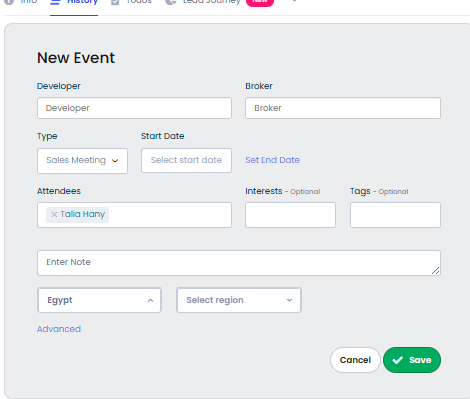 Info History Todos Lead Journey New
New Event
Developer Broker
Developer Broker
Type Start Date
Sales Meeting Select start date Set End Date
Attendees Interests - Optional Tags - Optional
× Talia Hany
Enter Note
Egypt Select region
Advanced
Cancel Save